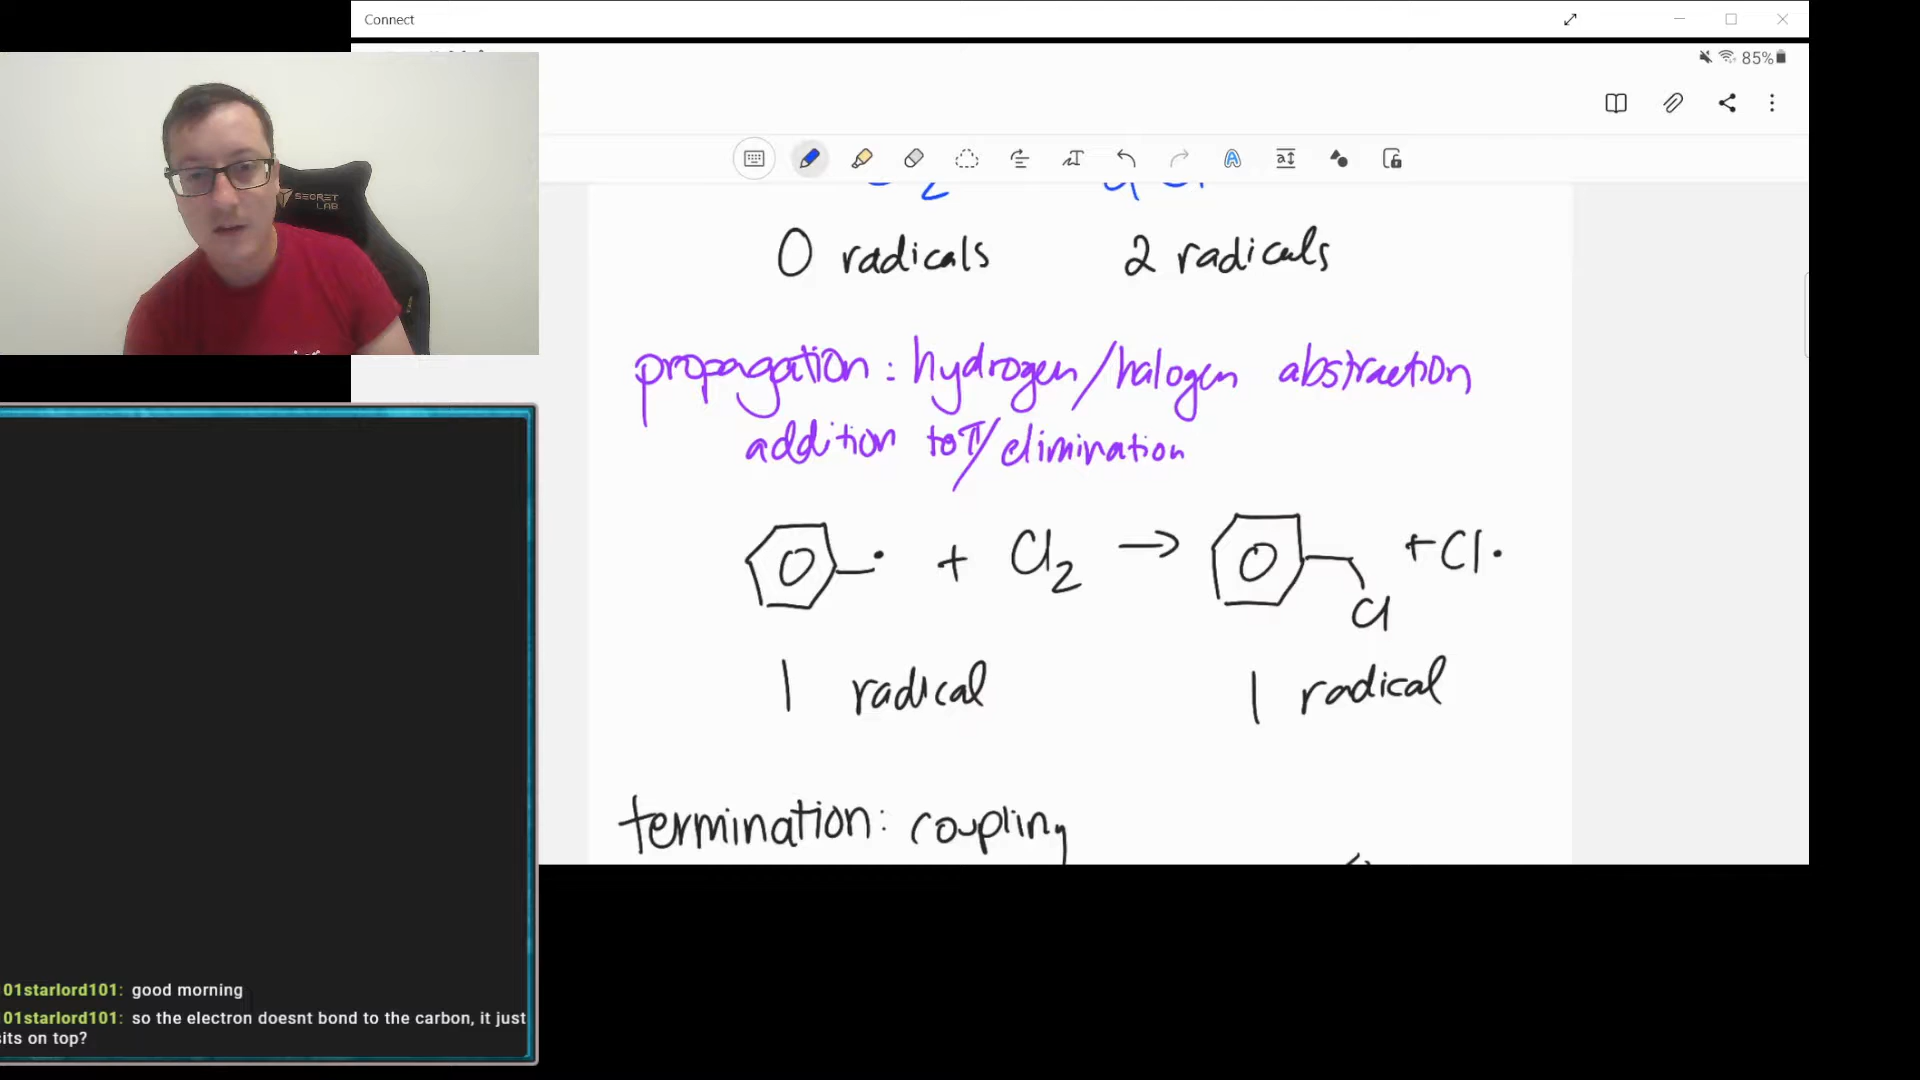 Connect
85%
SECRET
LAB
0 radicals 2 radicals
propagation: hydrogen/halogen abstraction
addition to π/elimination
+ Cl2 → + Cl•
Cl
1 radical 1 radical
termination: coupling
01starlord101: good morning
01starlord101: so the electron doesnt bond to the carbon, it just
sits on top?